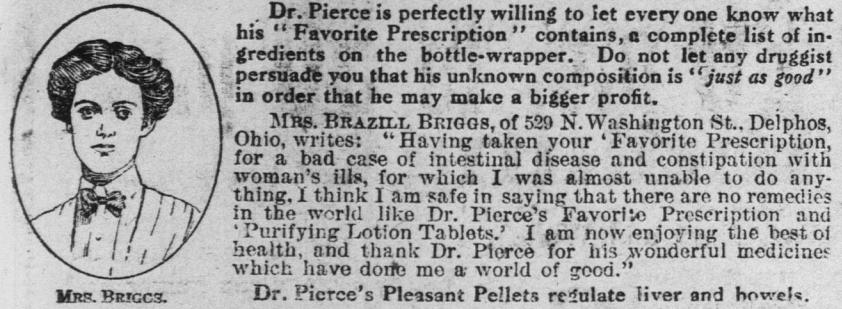 Dr. Pierce is perfectly willing to let every one know what
his "Favorite Prescription" contains, a complete list of in-
gredients on the bottle-wrapper. Do not let any druggist
persuade you that his unknown composition is "just as good"
in order that he may make a bigger profit.
MRS. BRAZILL BRIGGS, of 529 N. Washington St., Delphos,
Ohio, writes: "Having taken your 'Favorite Prescription,
for a bad case of intestinal disease and constipation with
woman's ills, for which I was almost unable to do any-
thing, I think I am safe in saying that there are no remedies
in the world like Dr. Pierce's Favorite Prescription and
'Purifying Lotion Tablets.' I am now enjoying the best of
health, and thank Dr. Pierce for his wonderful medicines
which have done me a world of good."
Dr. Pierce's Pleasant Pellets regulate liver and bowels.
MRS. BRIGGS.